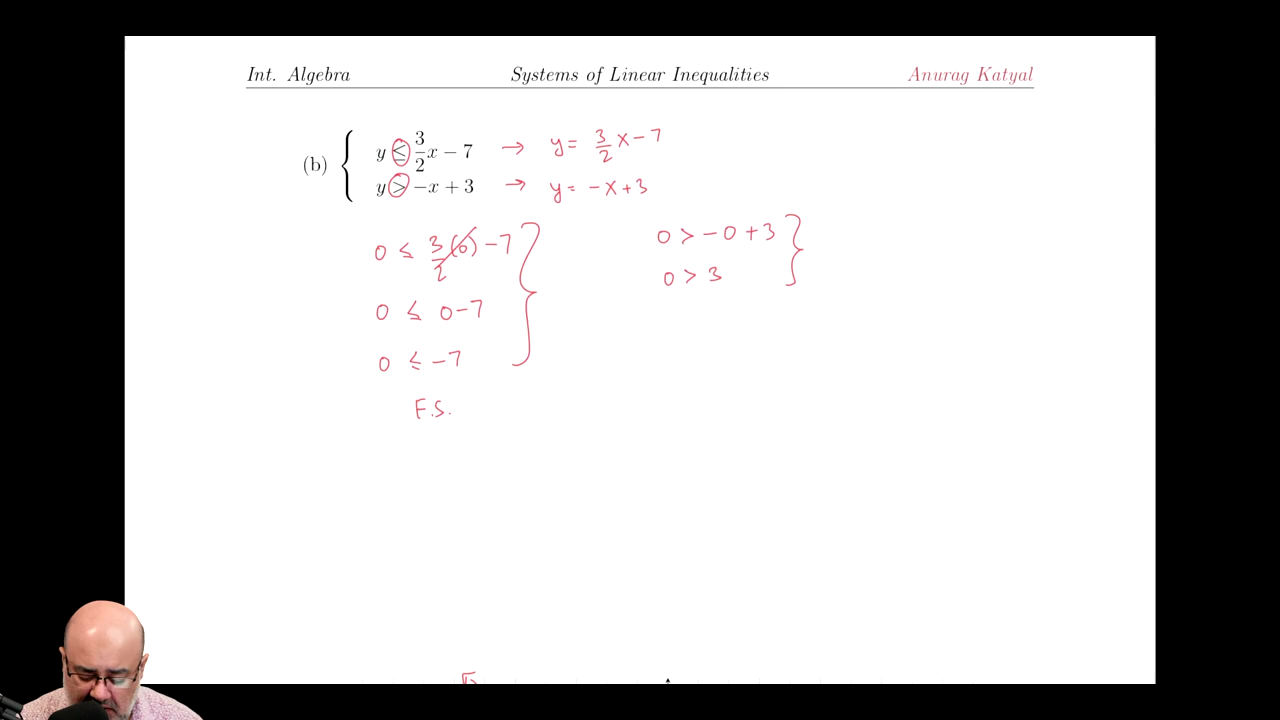 Int. Algebra Systems of Linear Inequalities Anurag Katyal
(b) { y ≤ 3/2 x − 7 → y = 3/2 x − 7
y > −x + 3 → y = −x + 3
0 ≤ 3/2 (0) − 7 0 > −0 + 3
0 > 3
0 ≤ 0 − 7
0 ≤ −7
F.S.